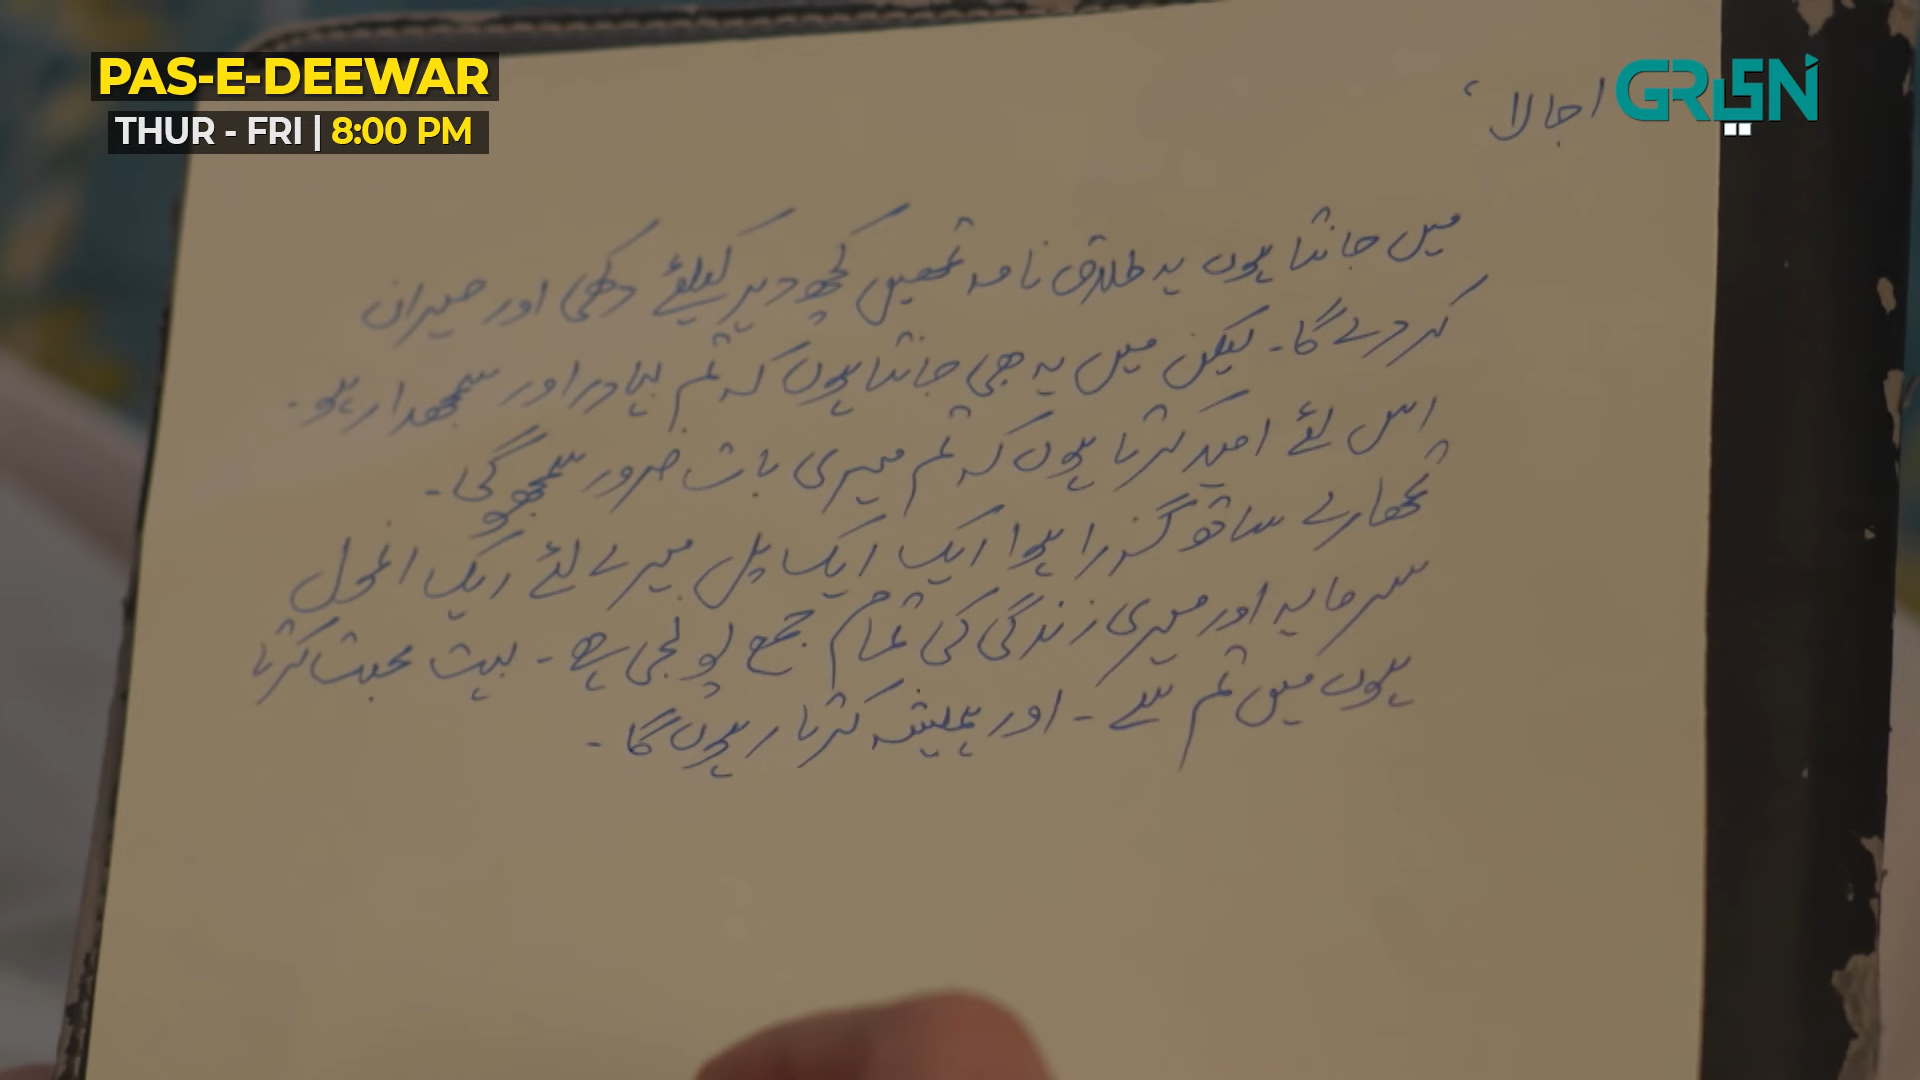 PAS-E-DEEWAR
THUR - FRI | 8:00 PM
GREEN
اجالا،
میں جانتا ہوں یہ طلاق نامہ تمھیں کچھ دیر کیلئے دکھی اور حیران
کر دے گا۔ لیکن میں یہ بھی جانتا ہوں کہ تم بہادر اور سمجھدار ہو۔
اس لئے امید کرتا ہوں کہ تم میری بات ضرور سمجھو گی۔
تمھارے ساتھ گزرا ہوا ایک ایک پل میرے لئے ایک انمول
سرمایہ اور میری زندگی کی تمام جمع پونجی ہے۔ بہت محبت کرتا
ہوں میں تم سے۔ اور ہمیشہ کرتا رہوں گا۔